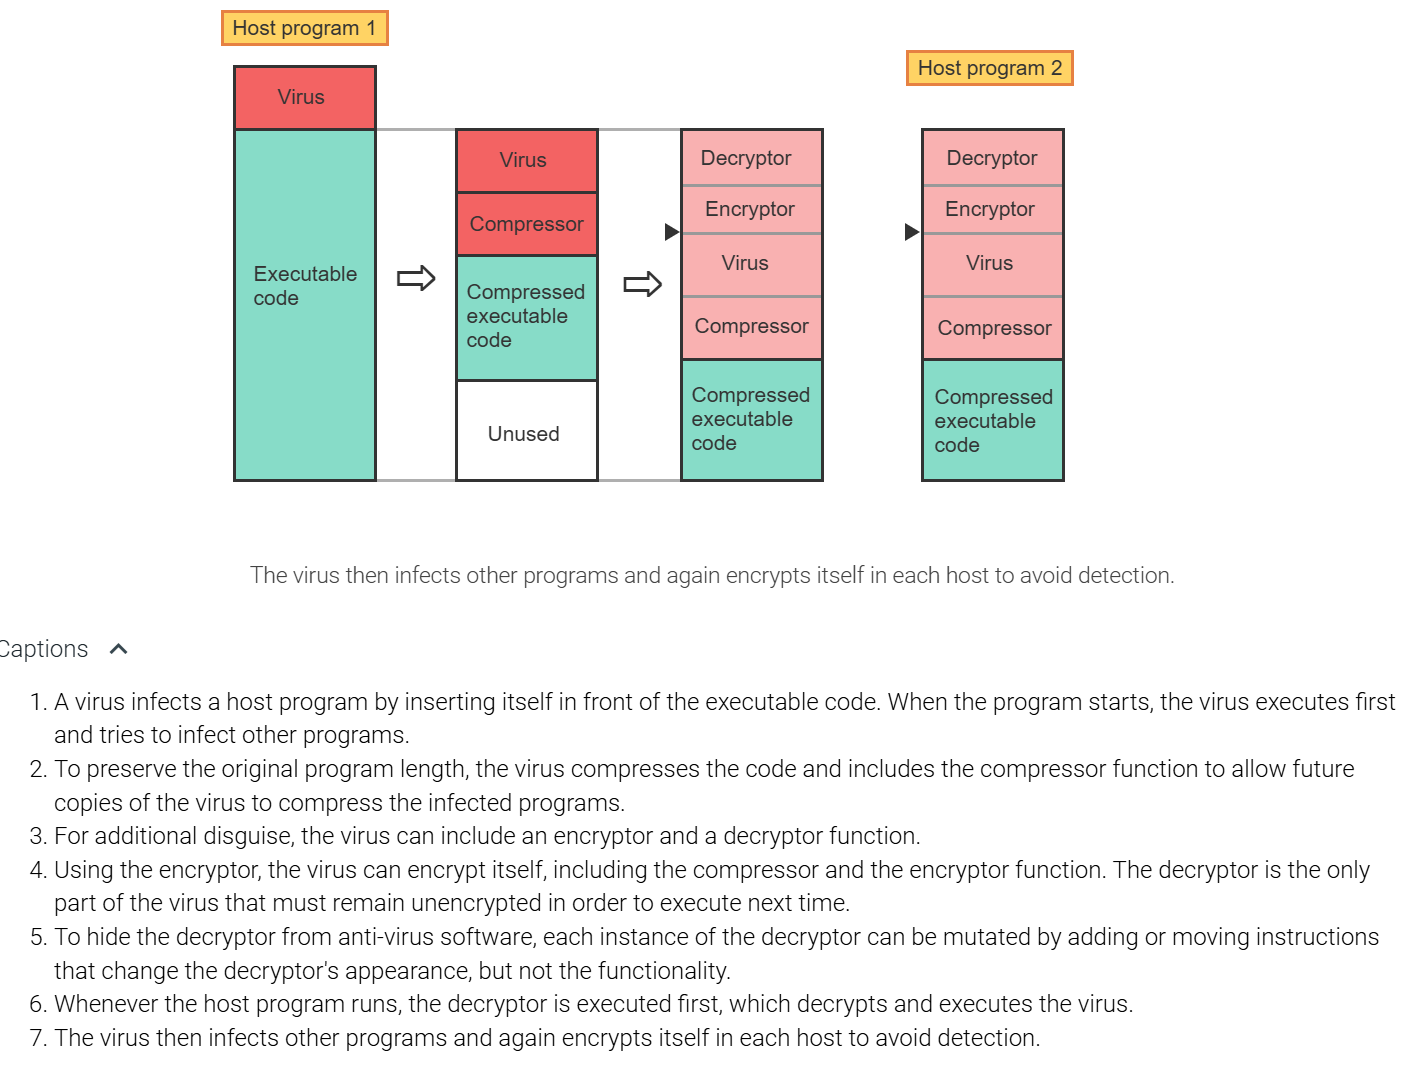 Host program 1
Host program 2
Virus
Executable
code
Virus
Compressor
Compressed
executable
code
Unused
Decryptor
Encryptor
Virus
Compressor
Compressed
executable
code
Decryptor
Encryptor
Virus
Compressor
Compressed
executable
code
The virus then infects other programs and again encrypts itself in each host to avoid detection.
Captions
1. A virus infects a host program by inserting itself in front of the executable code. When the program starts, the virus executes first
and tries to infect other programs.
2. To preserve the original program length, the virus compresses the code and includes the compressor function to allow future
copies of the virus to compress the infected programs.
3. For additional disguise, the virus can include an encryptor and a decryptor function.
4. Using the encryptor, the virus can encrypt itself, including the compressor and the encryptor function. The decryptor is the only
part of the virus that must remain unencrypted in order to execute next time.
5. To hide the decryptor from anti-virus software, each instance of the decryptor can be mutated by adding or moving instructions
that change the decryptor's appearance, but not the functionality.
6. Whenever the host program runs, the decryptor is executed first, which decrypts and executes the virus.
7. The virus then infects other programs and again encrypts itself in each host to avoid detection.